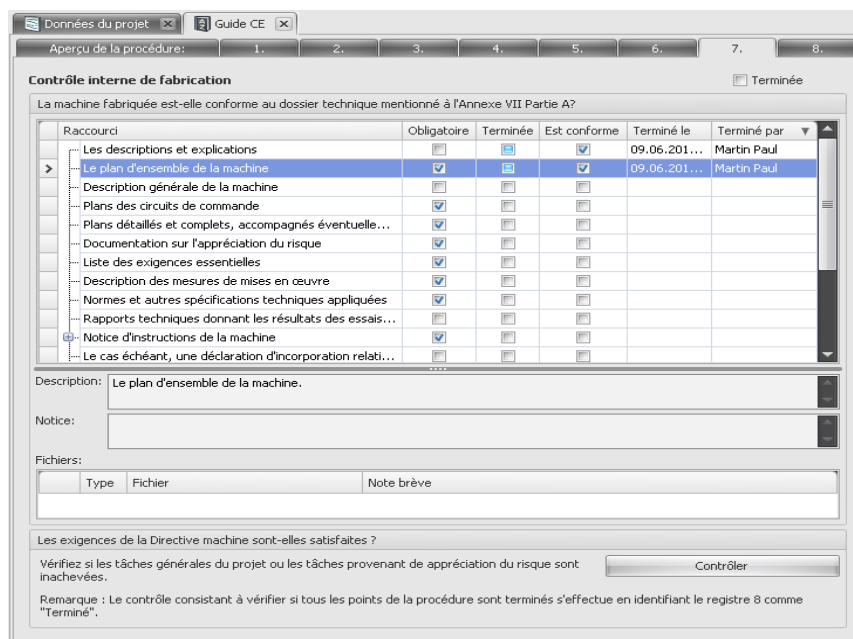 Données du projet
Guide CE
Aperçu de la procédure: 1. 2. 3. 4. 5. 6. 7. 8.
Contrôle interne de fabrication
Terminée
La machine fabriquée est-elle conforme au dossier technique mentionné à l'Annexe VII Partie A?
Raccourci Obligatoire Terminée Est conforme Terminé le Terminé par
Les descriptions et explications 09.06.201... Martin Paul
Le plan d'ensemble de la machine 09.06.201... Martin Paul
Description générale de la machine
Plans des circuits de commande
Plans détaillés et complets, accompagnés éventuelle...
Documentation sur l'appréciation du risque
Liste des exigences essentielles
Description des mesures de mises en œuvre
Normes et autres spécifications techniques appliquées
Rapports techniques donnant les résultats des essais...
Notice d'instructions de la machine
Le cas échéant, une déclaration d'incorporation relati...
Description: Le plan d'ensemble de la machine.
Notice:
Fichiers:
Type Fichier Note brève
Les exigences de la Directive machine sont-elles satisfaites ?
Vérifiez si les tâches générales du projet ou les tâches provenant de appréciation du risque sont
inachevées.
Contrôler
Remarque : Le contrôle consistant à vérifier si tous les points de la procédure sont terminés s'effectue en identifiant le registre 8 comme
"Terminé".